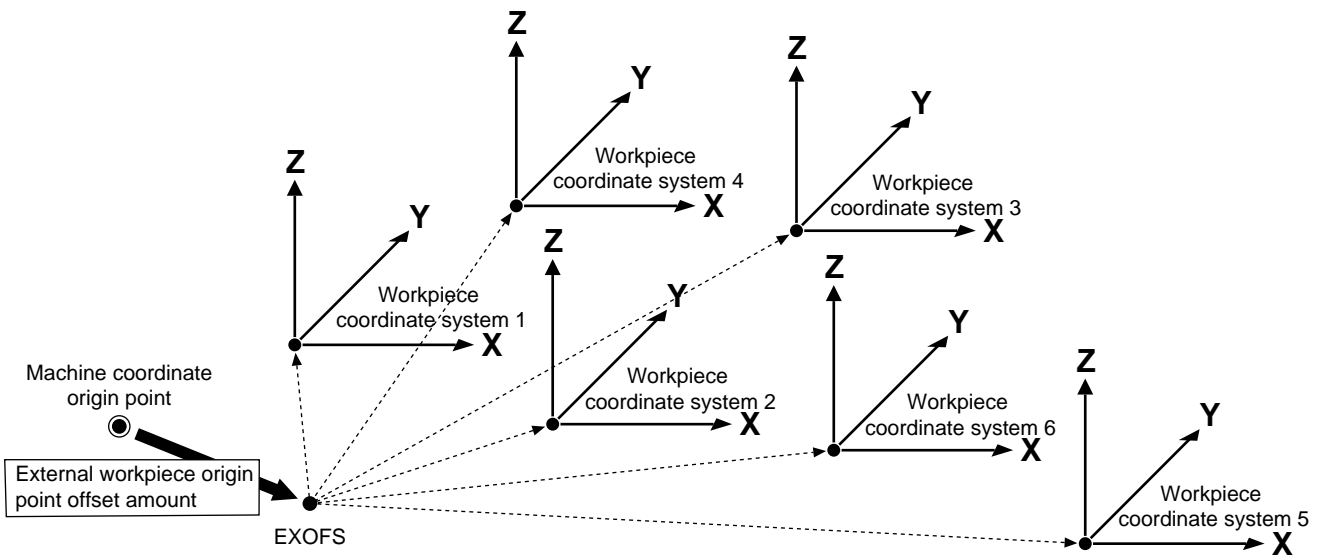 Z
Y
Workpiece
coordinate system 4
X
Z
Y
Workpiece
coordinate system 3
X
Z
Y
Workpiece
coordinate system 1
X
Z
Y
Workpiece
coordinate system 2
X
Z
Y
Workpiece
coordinate system 6
X
Z
Y
Workpiece
coordinate system 5
X
Machine coordinate
origin point
External workpiece origin
point offset amount
EXOFS